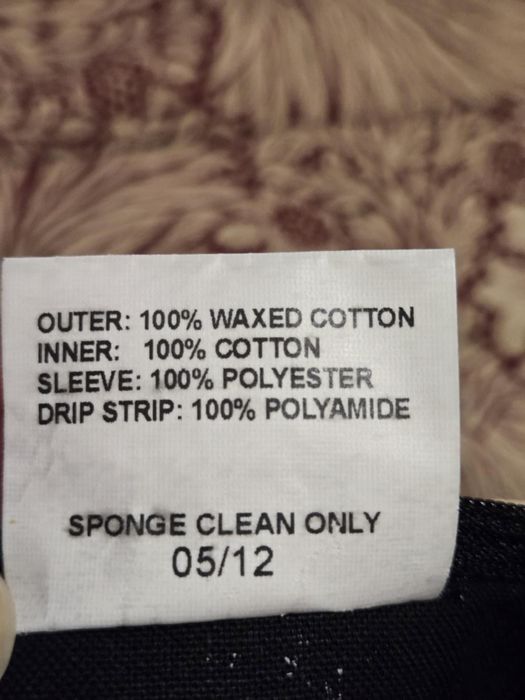 OUTER: 100% WAXED COTTON
INNER: 100% COTTON
SLEEVE: 100% POLYESTER
DRIP STRIP: 100% POLYAMIDE
SPONGE CLEAN ONLY
05/12